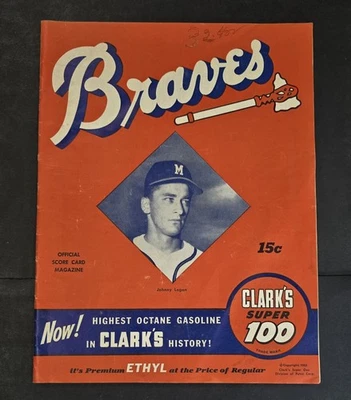 Braves
M
Johnny Logan
OFFICIAL
SCORE CARD
MAGAZINE
15c
Now! HIGHEST OCTANE GASOLINE
IN CLARK'S HISTORY!
CLARK'S
SUPER
100
It's Premium ETHYL at the Price of Regular